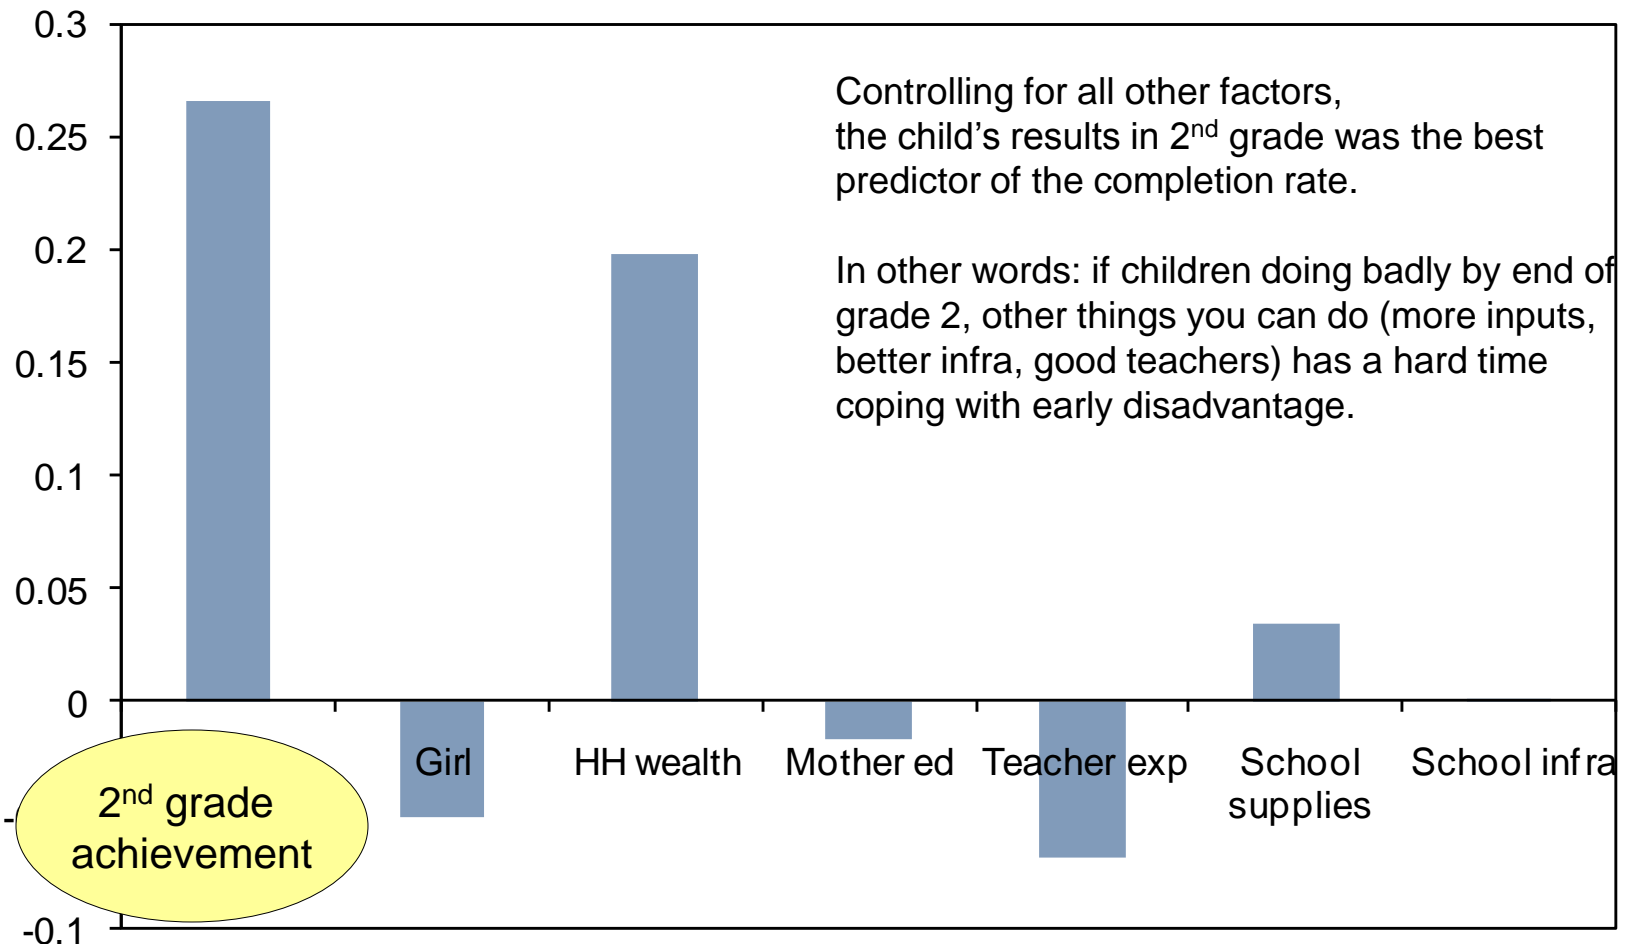 0.3
Controlling for all other factors,
the child's results in 2nd grade was the best
predictor of the completion rate.
In other words: if children doing badly by end of
grade 2, other things you can do (more inputs,
better infra, good teachers) has a hard time
coping with early disadvantage.
0.25
0.2
0.15
0.1
0.05
0
-0.1
2nd grade
achievement
Girl
HH wealth
Mother ed
Teacher exp
School
supplies
School infra